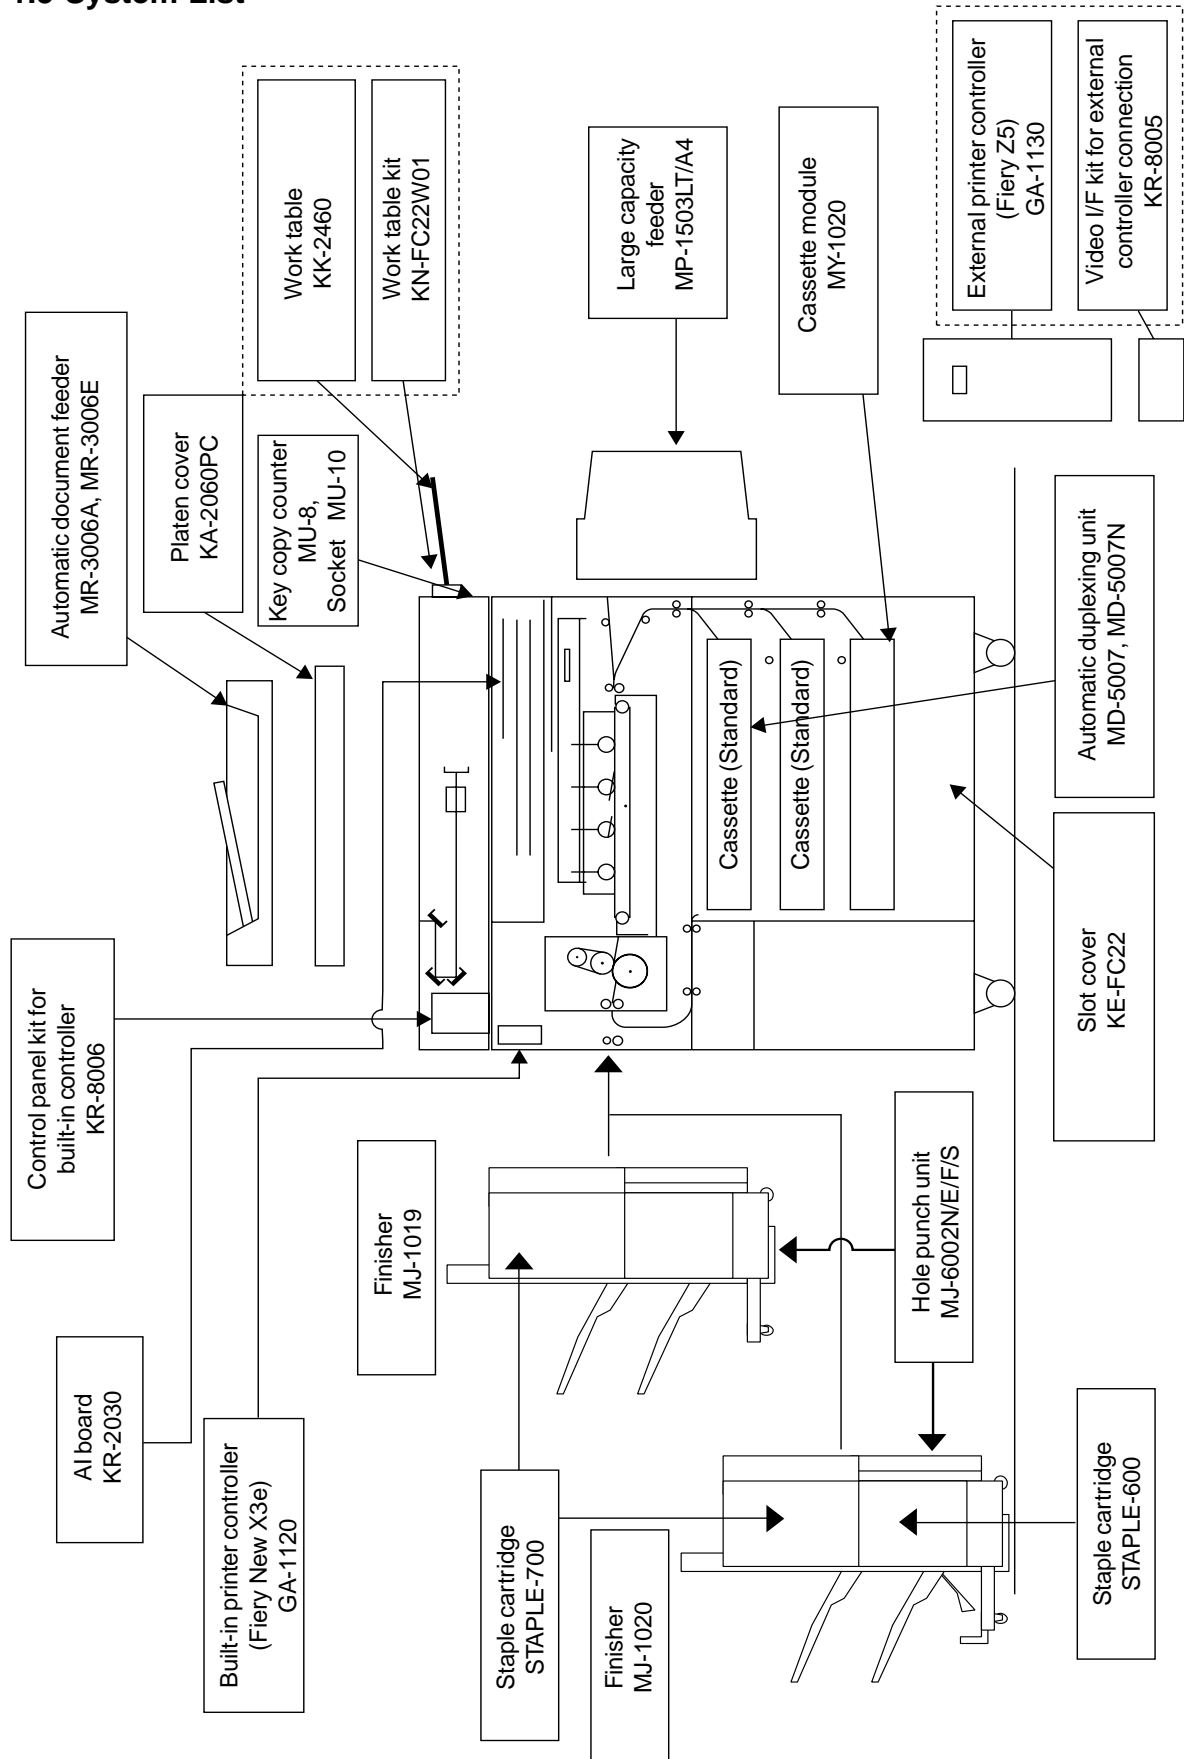 System List
Automatic document feeder
MR-3006A, MR-3006E
Platen cover
KA-2060PC
Work table
KK-2460
Work table kit
KN-FC22W01
Key copy counter
MU-8,
Socket MU-10
Large capacity
feeder
MP-1503LT/A4
Cassette module
MY-1020
External printer controller
(Fiery Z5)
GA-1130
Video I/F kit for external
controller connection
KR-8005
Control panel kit for
built-in controller
KR-8006
Cassette (Standard)
Cassette (Standard)
Automatic duplexing unit
MD-5007, MD-5007N
Slot cover
KE-FC22
AI board
KR-2030
Built-in printer controller
(Fiery New X3e)
GA-1120
Finisher
MJ-1019
Hole punch unit
MJ-6002N/E/F/S
Staple cartridge
STAPLE-700
Finisher
MJ-1020
Staple cartridge
STAPLE-600